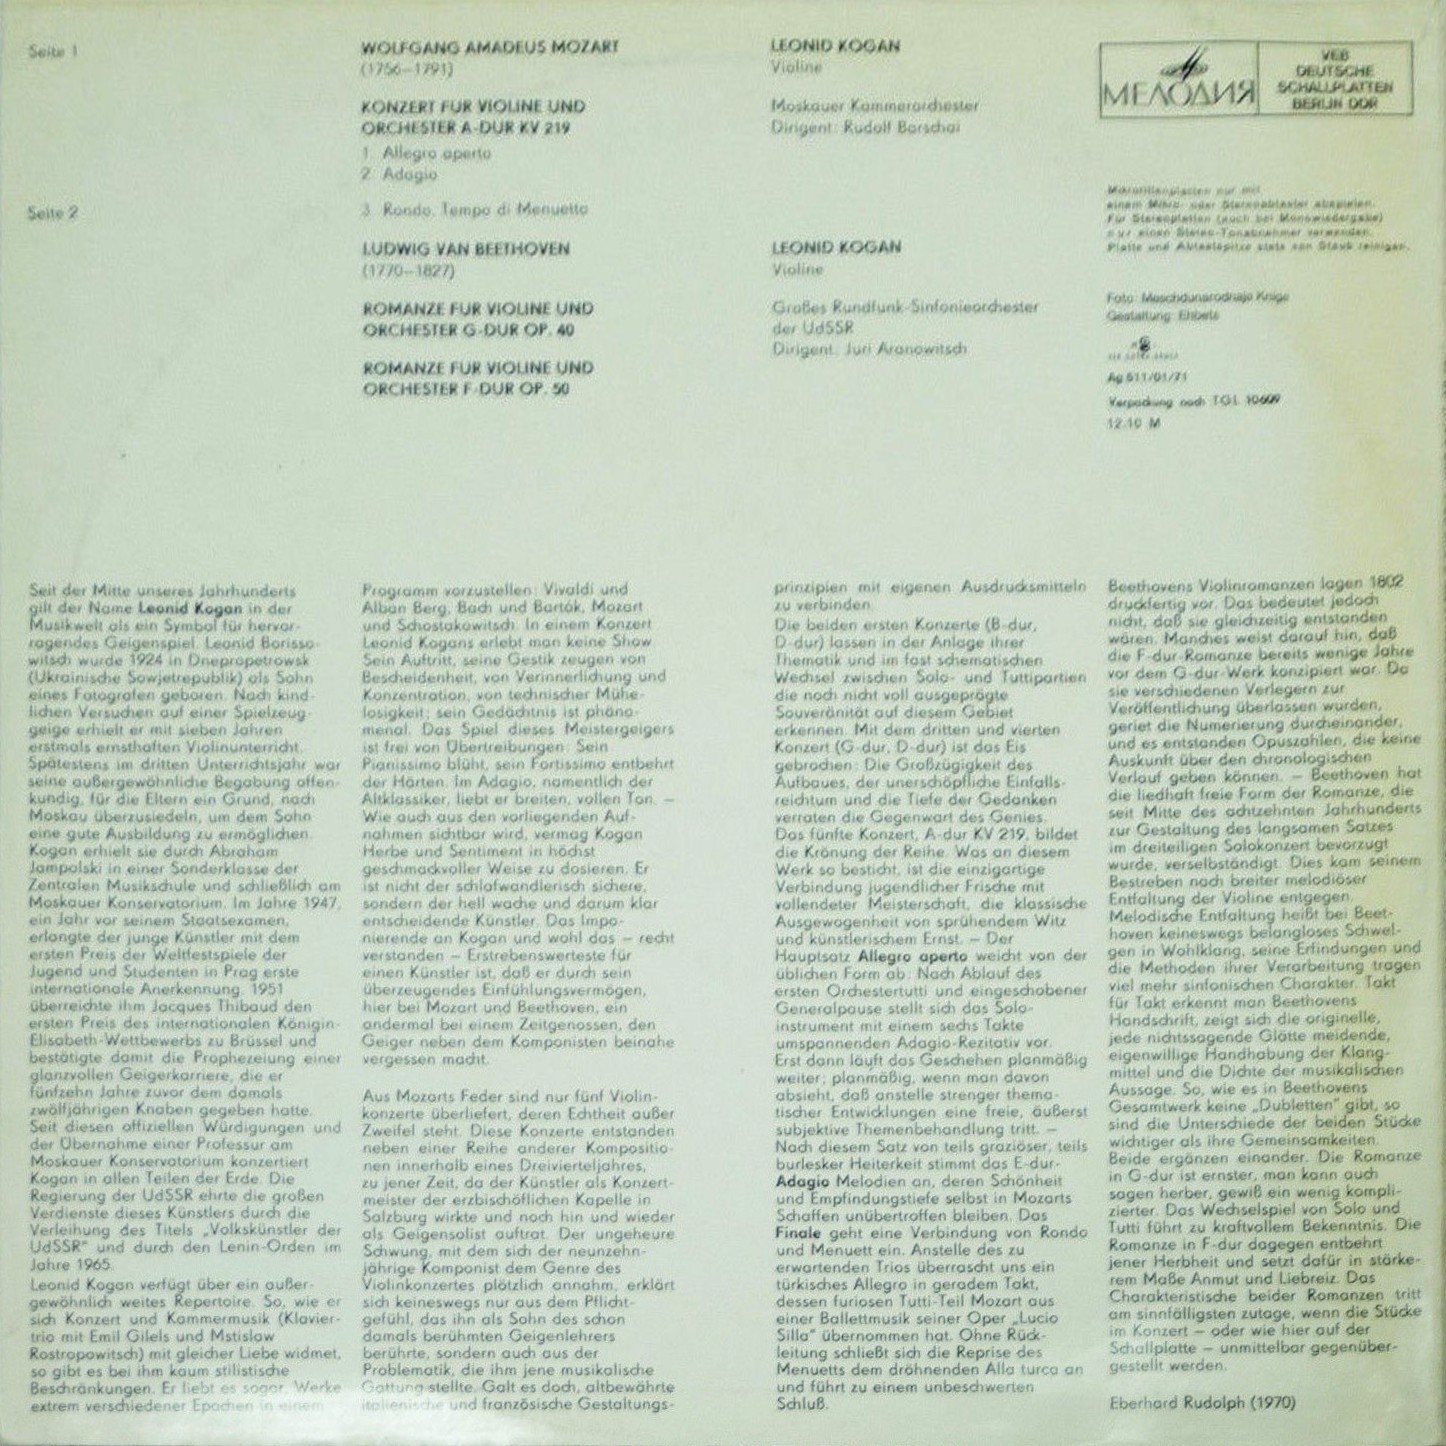 Seite 1
WOLFGANG AMADEUS MOZART
(1756–1791)
KONZERT FUR VIOLINE UND
ORCHESTER A-DUR KV 219
1. Allegro aperto
2. Adagio
Seite 2
3. Rondo. Tempo di Menuetto
LUDWIG VAN BEETHOVEN
(1770–1827)
ROMANZE FUR VIOLINE UND
ORCHESTER G-DUR OP. 40
ROMANZE FUR VIOLINE UND
ORCHESTER F-DUR OP. 50
LEONID KOGAN
Violine
Moskauer Kammerorchester
Dirigent: Rudolf Barschai
LEONID KOGAN
Violine
Großes Rundfunk-Sinfonieorchester
der UdSSR
Dirigent: Juri Aranowitsch
МЕЛОДИЯ
VEB
DEUTSCHE
SCHALLPLATTEN
BERLIN DDR
Mikrorillenplatten nur mit
einem Mikro- oder Stereoabtaster abspielen.
Für Stereoplatten (auch bei Monowiedergabe)
nur einen Stereo-Tonabnehmer verwenden.
Platte und Abtastspitze stets von Staub reinigen.
Foto: Meschdunarodnaja Kniga
Gestaltung: Ehbets
Ag 511/01/71
Verpackung nach TGL 10609
12.10 M
Seit der Mitte unseres Jahrhunderts
gilt der Name Leonid Kogan in der
Musikwelt als ein Symbol für hervor-
ragendes Geigenspiel. Leonid Borisso-
witsch wurde 1924 in Dnepropetrowsk
(Ukrainische Sowjetrepublik) als Sohn
eines Fotografen geboren. Nach kind-
lichen Versuchen auf einer Spielzeug-
geige erhielt er mit sieben Jahren
erstmals ernsthaften Violinunterricht.
Spätestens im dritten Unterrichtsjahr war
seine außergewöhnliche Begabung offen-
kundig, für die Eltern ein Grund, nach
Moskau überzusiedeln, um dem Sohn
eine gute Ausbildung zu ermöglichen.
Kogan erhielt sie durch Abraham
Jampolski in einer Sonderklasse der
Zentralen Musikschule und schließlich am
Moskauer Konservatorium. Im Jahre 1947,
ein Jahr vor seinem Staatsexamen,
erlangte der junge Künstler mit dem
ersten Preis der Weltfestspiele der
Jugend und Studenten in Prag erste
internationale Anerkennung. 1951
überreichte ihm Jacques Thibaud den
ersten Preis des internationalen Königin-
Elisabeth-Wettbewerbs zu Brüssel und
bestätigte damit die Prophezeiung einer
glanzvollen Geigerkarriere, die er
fünfzehn Jahre zuvor dem damals
zwölfjährigen Knaben gegeben hatte.
Seit diesen offiziellen Würdigungen und
der Übernahme einer Professur am
Moskauer Konservatorium konzertiert
Kogan in allen Teilen der Erde. Die
Regierung der UdSSR ehrte die großen
Verdienste dieses Künstlers durch die
Verleihung des Titels „Volkskünstler der
UdSSR“ und durch den Lenin-Orden im
Jahre 1965.
Leonid Kogan verfügt über ein außer-
gewöhnlich weites Repertoire. So, wie er
sich Konzert und Kammermusik (Klavier-
trio mit Emil Gilels und Mstislaw
Rostropowitsch) mit gleicher Liebe widmet,
so gibt es bei ihm kaum stilistische
Beschränkungen. Er liebt es sogar, Werke
extrem verschiedener Epochen in einem
Programm vorzustellen: Vivaldi und
Alban Berg, Bach und Bartók, Mozart
und Schostakowitsch. In einem Konzert
Leonid Kogans erlebt man keine Show.
Sein Auftritt, seine Gestik zeugen von
Bescheidenheit, von Verinnerlichung und
Konzentration, von technischer Mühe-
losigkeit; sein Gedächtnis ist phäno-
menal. Das Spiel dieses Meistergeigers
ist frei von Übertreibungen: Sein
Pianissimo blüht, sein Fortissimo entbehrt
der Härten. Im Adagio, namentlich der
Altklassiker, liebt er breiten, vollen Ton. –
Wie auch aus den vorliegenden Auf-
nahmen sichtbar wird, vermag Kogan
Herbe und Sentiment in höchst
geschmackvoller Weise zu dosieren. Er
ist nicht der schlafwandlerisch sichere,
sondern der hell wache und darum klar
entscheidende Künstler. Das Impo-
nierende an Kogan und wohl das – recht
verstanden – Erstrebenswerteste für
einen Künstler ist, daß er durch sein
überzeugendes Einfühlungsvermögen,
hier bei Mozart und Beethoven, ein
andermal bei einem Zeitgenossen, den
Geiger neben dem Komponisten beinahe
vergessen macht.
Aus Mozarts Feder sind nur fünf Violin-
konzerte überliefert, deren Echtheit außer
Zweifel steht. Diese Konzerte entstanden
neben einer Reihe anderer Kompositio-
nen innerhalb eines Dreivierteljahres,
zu jener Zeit, da der Künstler als Konzert-
meister der erzbischöflichen Kapelle in
Salzburg wirkte und noch hin und wieder
als Geigensolist auftrat. Der ungeheure
Schwung, mit dem sich der neunzehn-
jährige Komponist dem Genre des
Violinkonzertes plötzlich annahm, erklärt
sich keineswegs nur aus dem Pflicht-
gefühl, das ihn als Sohn des schon
damals berühmten Geigenlehrers
berührte, sondern auch aus der
Problematik, die ihm jene musikalische
Gattung stellte. Galt es doch, altbewährte
italienische und französische Gestaltungs-
prinzipien mit eigenen Ausdrucksmitteln
zu verbinden.
Die beiden ersten Konzerte (B-dur,
D-dur) lassen in der Anlage ihrer
Thematik und im fast schematischen
Wechsel zwischen Solo- und Tuttipartien
die noch nicht voll ausgeprägte
Souveränität auf diesem Gebiet
erkennen. Mit dem dritten und vierten
Konzert (G-dur, D-dur) ist das Eis
gebrochen: Die Großzügigkeit des
Aufbaues, der unerschöpfliche Einfalls-
reichtum und die Tiefe der Gedanken
verraten die Gegenwart des Genies.
Das fünfte Konzert, A-dur KV 219, bildet
die Krönung der Reihe. Was an diesem
Werk so besticht, ist die einzigartige
Verbindung jugendlicher Frische mit
vollendeter Meisterschaft, die klassische
Ausgewogenheit von sprühendem Witz
und künstlerischem Ernst. – Der
Hauptsatz Allegro aperto weicht von der
üblichen Form ab. Nach Ablauf des
ersten Orchestertutti und eingeschobener
Generalpause stellt sich das Solo-
instrument mit einem sechs Takte
umspannenden Adagio-Rezitativ vor.
Erst dann läuft das Geschehen planmäßig
weiter; planmäßig, wenn man davon
absieht, daß anstelle strenger thema-
tischer Entwicklungen eine freie, äußerst
subjektive Themenbehandlung tritt. –
Nach diesem Satz von teils graziöser, teils
burlesker Heiterkeit stimmt das E-dur-
Adagio Melodien an, deren Schönheit
und Empfindungstiefe selbst in Mozarts
Schaffen unübertroffen bleiben. Das
Finale geht eine Verbindung von Rondo
und Menuett ein. Anstelle des zu
erwartenden Trios überrascht uns ein
türkisches Allegro in geradem Takt,
dessen furiosen Tutti-Teil Mozart aus
einer Ballettmusik seiner Oper „Lucio
Silla“ übernommen hat. Ohne Rück-
leitung schließt sich die Reprise des
Menuetts dem dröhnenden Alla turca an
und führt zu einem unbeschwerten
Schluß.
Beethovens Violinromanzen lagen 1802
druckfertig vor. Das bedeutet jedoch
nicht, daß sie gleichzeitig entstanden
wären. Manches weist darauf hin, daß
die F-dur-Romanze bereits wenige Jahre
vor dem G-dur-Werk konzipiert war. Da
sie verschiedenen Verlegern zur
Veröffentlichung überlassen wurden,
geriet die Numerierung durcheinander,
und es entstanden Opuszahlen, die keine
Auskunft über den chronologischen
Verlauf geben können. – Beethoven hat
die liedhaft freie Form der Romanze, die
seit Mitte des achtzehnten Jahrhunderts
zur Gestaltung des langsamen Satzes
im dreiteiligen Solokonzert bevorzugt
wurde, verselbständigt. Dies kam seinem
Bestreben nach breiter melodiöser
Entfaltung der Violine entgegen.
Melodische Entfaltung heißt bei Beet-
hoven keineswegs belangloses Schwel-
gen in Wohlklang, seine Erfindungen und
die Methoden ihrer Verarbeitung tragen
viel mehr sinfonischen Charakter. Takt
für Takt erkennt man Beethovens
Handschrift, zeigt sich die originelle,
jede nichtssagende Glätte meidende,
eigenwillige Handhabung der Klang-
mittel und die Dichte der musikalischen
Aussage. So, wie es in Beethovens
Gesamtwerk keine „Dubletten“ gibt, so
sind die Unterschiede der beiden Stücke
wichtiger als ihre Gemeinsamkeiten.
Beide ergänzen einander. Die Romanze
in G-dur ist ernster, man kann auch
sagen herber, gewiß ein wenig kompli-
zierter. Das Wechselspiel von Solo und
Tutti führt zu kraftvollem Bekenntnis. Die
Romanze in F-dur dagegen entbehrt
jener Herbheit und setzt dafür in stärke-
rem Maße Anmut und Liebreiz. Das
Charakteristische beider Romanzen tritt
am sinnfälligsten zutage, wenn die Stücke
im Konzert – oder wie hier auf der
Schallplatte – unmittelbar gegenüber-
gestellt werden.
Eberhard Rudolph (1970)